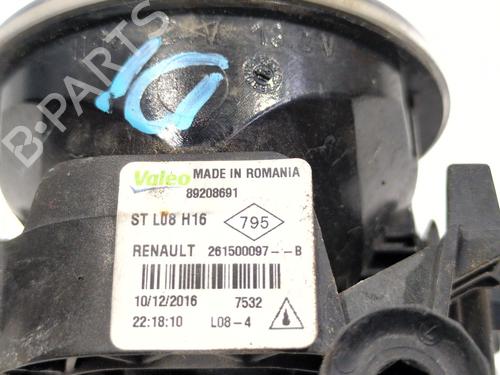 B-PARTS
Valeo MADE IN ROMANIA
89208691
ST L08 H16 795
RENAULT 261500097--B
10/12/2016 7532
22:18:10 L08-4